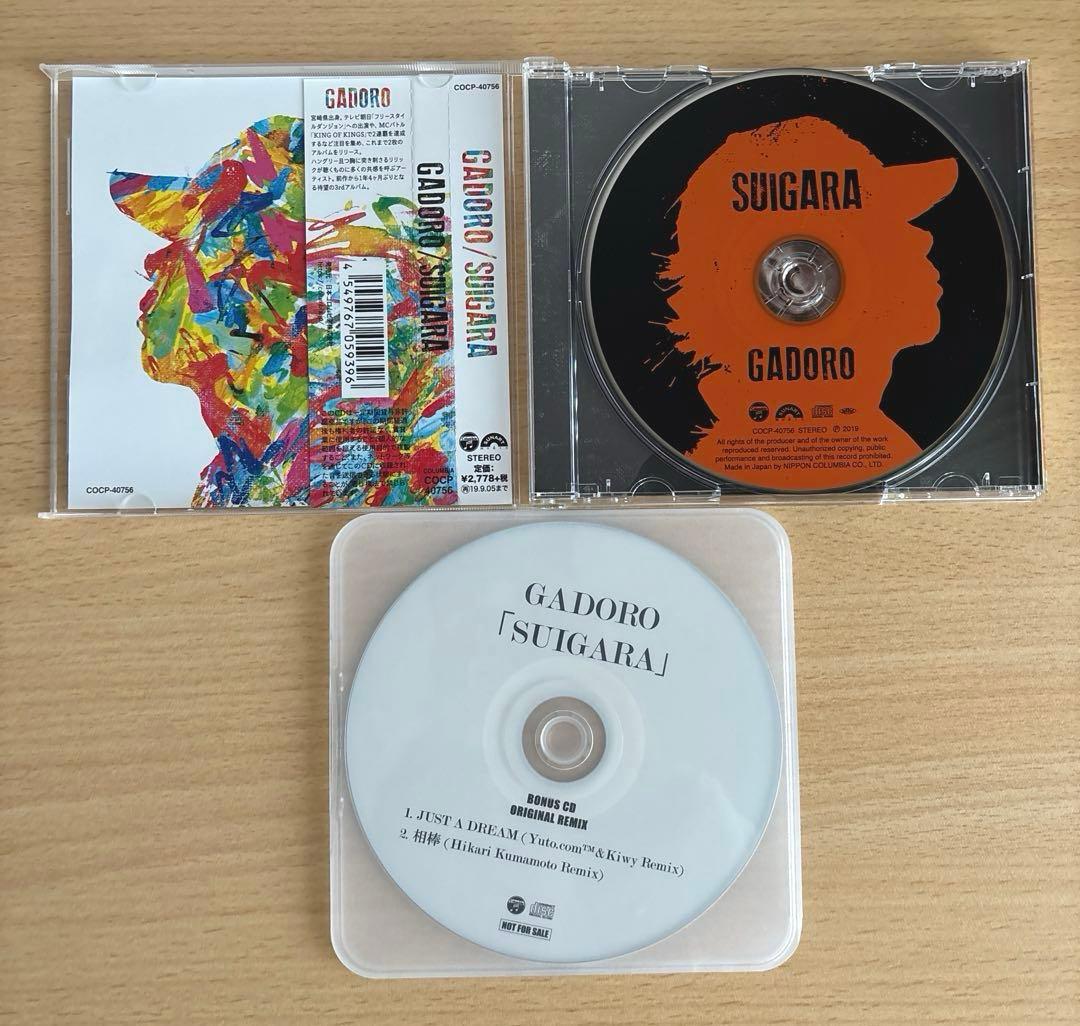 COCP-40756
GADORO
宮崎県出身。テレビ朝日「フリースタイ
ルダンジョン」への出演や、MCバトル
「KING OF KINGS」で2連覇を達成
するなど注目を集め、これまで2枚の
アルバムをリリース。
ハングリー且つ胸に突き刺さるリリッ
クが聴くものに多くの共感を呼ぶアー
ティスト。前作から1年4ヶ月ぶりとな
る待望の3rdアルバム。
GADORO/SUIGARA
GADORO/SUIGARA
4 549767 059396
COLUMBIA
COCP
40756
STEREO
定価:
¥2,778+税
19.9.05まで
COCP-40756
SUIGARA
GADORO
COCP-40756 STEREO Ⓟ 2019
All rights of the producer and of the owner of the work
reproduced reserved. Unauthorized copying, public
performance and broadcasting of this record prohibited.
Made in Japan by NIPPON COLUMBIA CO., LTD.
GADORO
「SUIGARA」
BONUS CD
ORIGINAL REMIX
1. JUST A DREAM (Yuto.com™&Kiwy Remix)
2. 相棒 (Hikari Kumamoto Remix)
disc
NOT FOR SALE